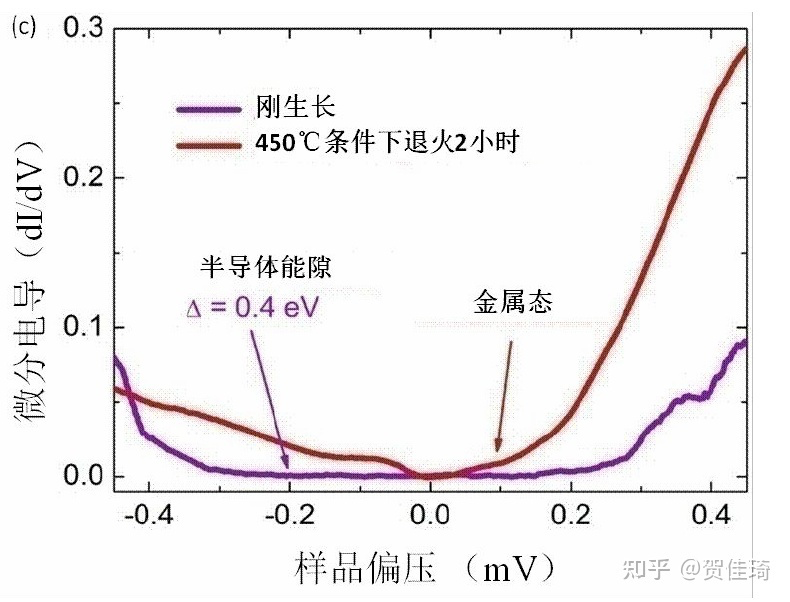 (c)
0.3
0.2
0.1
0.0
微分电导（dI/dV）
刚生长
450℃条件下退火2小时
半导体能隙
Δ = 0.4 eV
金属态
-0.4 -0.2 0.0 0.2 0.4
样品偏压 （mV）
知乎 @贺佳琦